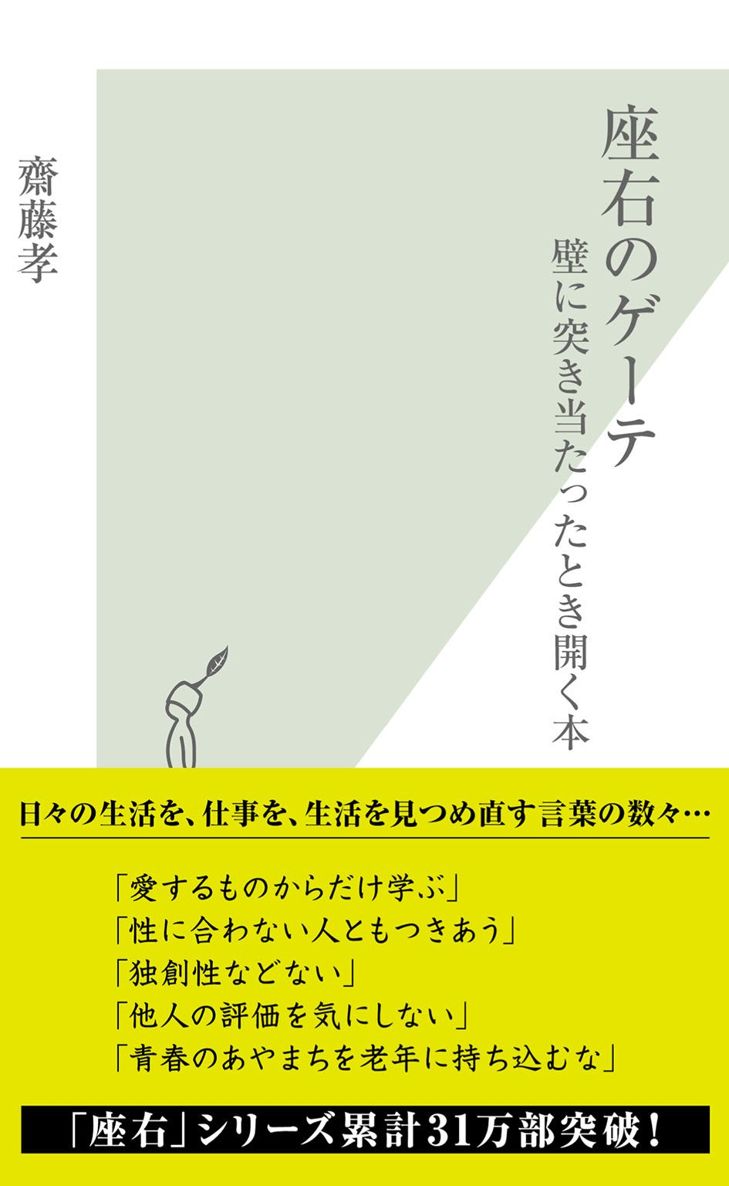 座右のゲーテ
壁に突き当たったとき開く本
齋藤孝
日々の生活を、仕事を、生活を見つめ直す言葉の数々…
「愛するものからだけ学ぶ」
「性に合わない人ともつきあう」
「独創性などない」
「他人の評価を気にしない」
「青春のあやまちを老年に持ち込むな」
「座右」シリーズ累計31万部突破！